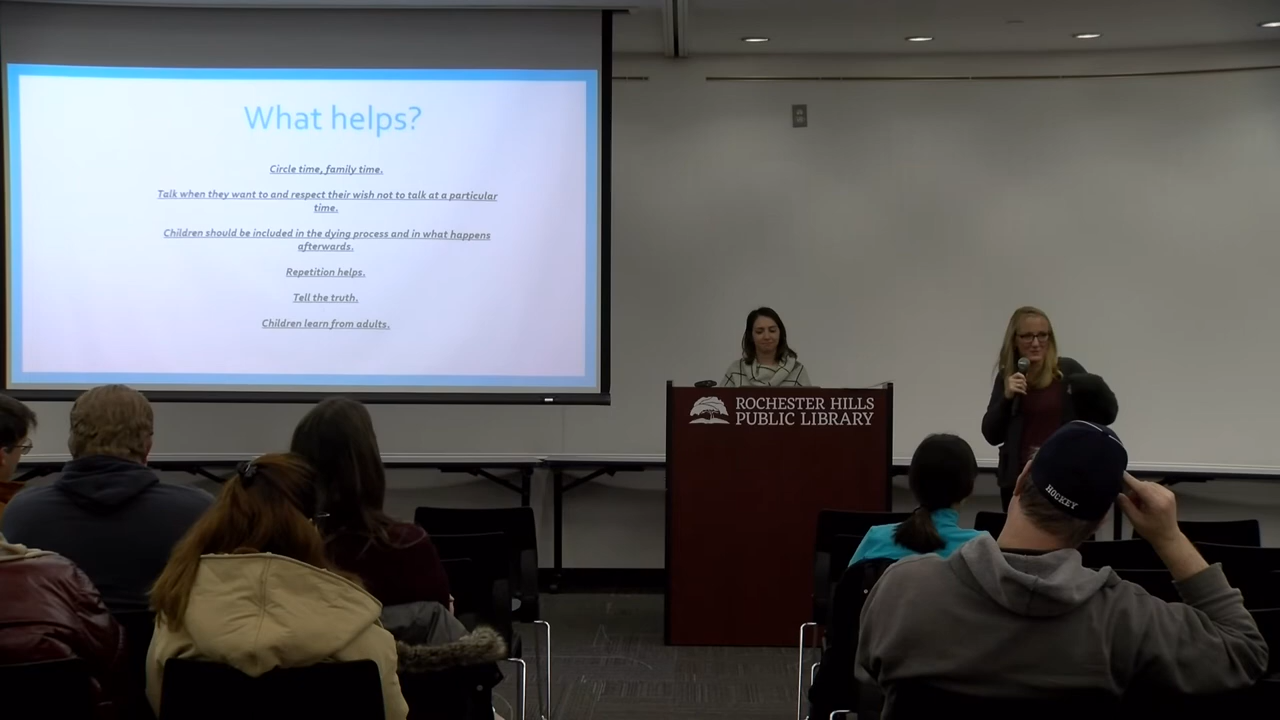 What helps?
Circle time, family time.
Talk when they want to and respect their wish not to talk at a particular
time.
Children should be included in the dying process and in what happens
afterwards.
Repetition helps.
Tell the truth.
Children learn from adults.
ROCHESTER HILLS
PUBLIC LIBRARY
HOCKEY